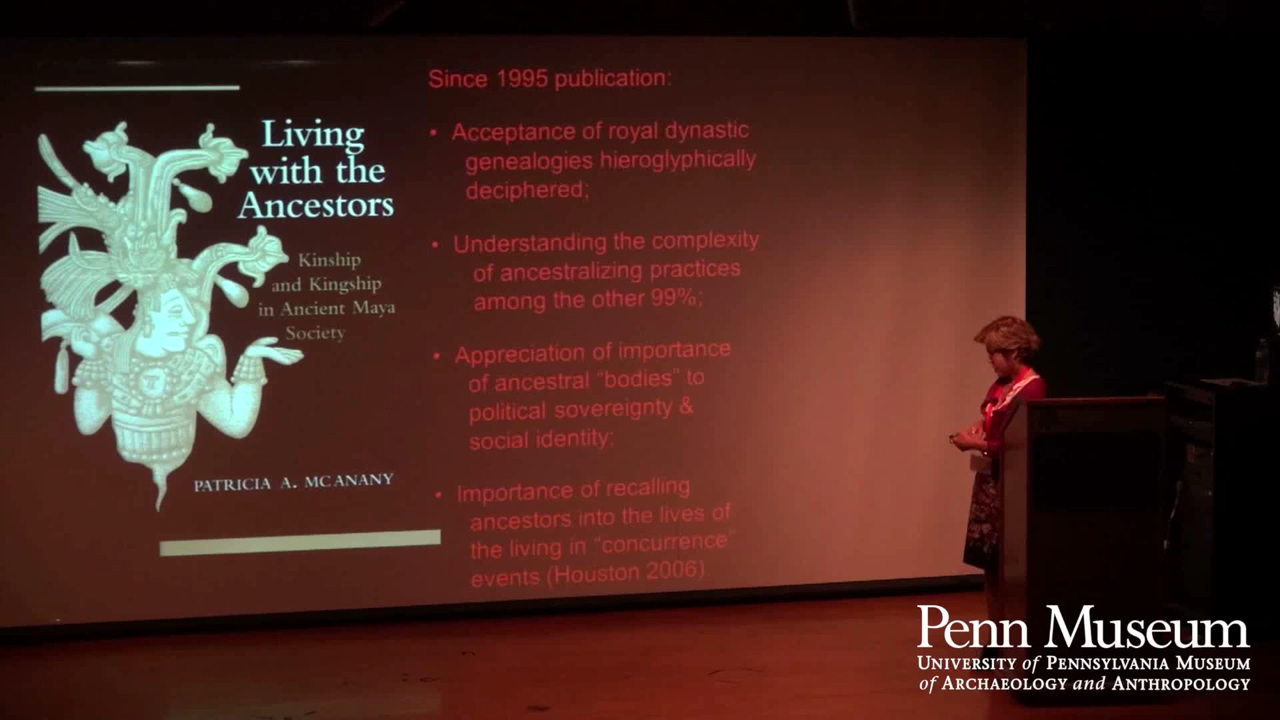 Living
with the
Ancestors
Kinship
and Kingship
in Ancient Maya
Society
PATRICIA A. MCANANY
Since 1995 publication:
• Acceptance of royal dynastic
genealogies hieroglyphically
deciphered;
• Understanding the complexity
of ancestralizing practices
among the other 99%;
• Appreciation of importance
of ancestral "bodies" to
political sovereignty &
social identity;
• Importance of recalling
ancestors into the lives of
the living in "concurrence"
events (Houston 2006)
Penn Museum
UNIVERSITY of PENNSYLVANIA MUSEUM
of ARCHAEOLOGY and ANTHROPOLOGY